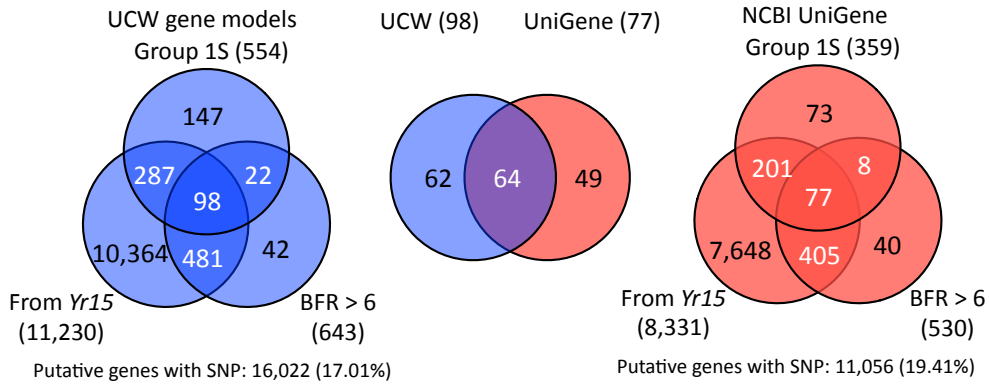 UCW gene models
Group 1S (554)
147
287
22
98
10,364
481
42
From Yr15
(11,230)
BFR > 6
(643)
Putative genes with SNP: 16,022 (17.01%)
UCW (98)
UniGene (77)
62
64
49
NCBI UniGene
Group 1S (359)
73
201
8
77
7,648
405
40
From Yr15
(8,331)
BFR > 6
(530)
Putative genes with SNP: 11,056 (19.41%)